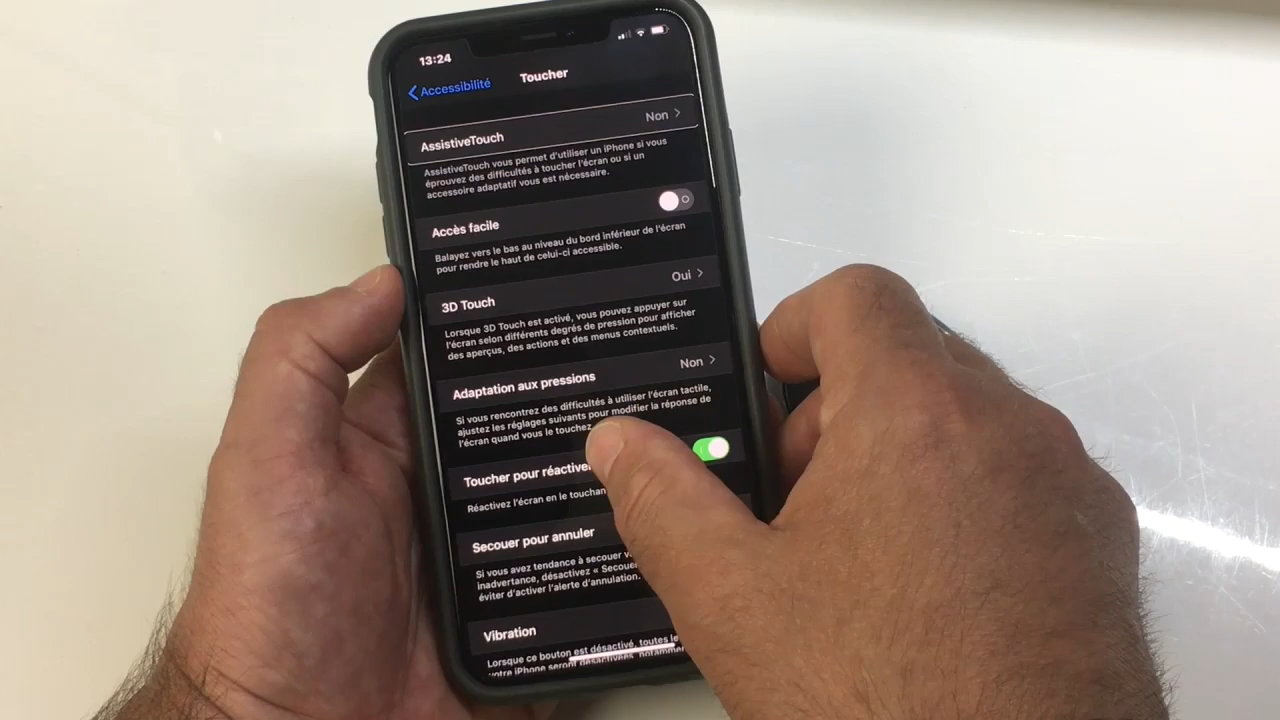 13:24
Accessibilité
Toucher
AssistiveTouch
Non
AssistiveTouch vous permet d'utiliser un iPhone si vous
éprouvez des difficultés à toucher l'écran ou si un
accessoire adaptatif vous est nécessaire.
Accès facile
Balayez vers le bas au niveau du bord inférieur de l'écran
pour rendre le haut de celui-ci accessible.
3D Touch
Oui
Lorsque 3D Touch est activé, vous pouvez appuyer sur
l'écran selon différents degrés de pression pour afficher
des aperçus, des actions et des menus contextuels.
Adaptation aux pressions
Non
Si vous rencontrez des difficultés à utiliser l'écran tactile,
ajustez les réglages suivants pour modifier la réponse de
l'écran quand vous le touchez
Toucher pour réactiver
Réactivez l'écran en le touchan
Secouer pour annuler
Si vous avez tendance à secouer v
inadvertance, désactivez « Secoue
éviter d'activer l'alerte d'annulation.
Vibration
Lorsque ce bouton est désactivé, toutes le
votre iPhone seront désactivées, notamme